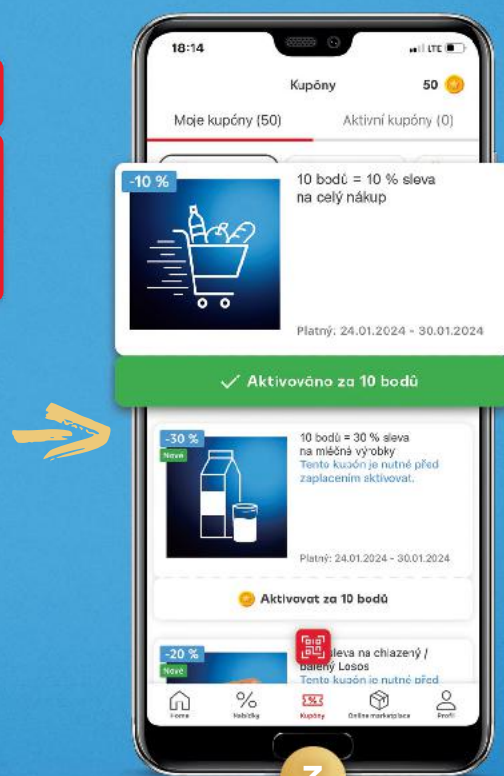 18:14
LTE
Kupóny
50
Moje kupóny (50)
Aktivní kupóny (0)
-10 %
10 bodů = 10 % sleva
na celý nákup
Platný: 24.01.2024 - 30.01.2024
✓ Aktivováno za 10 bodů
-30 %
Nové
10 bodů = 30 % sleva
na mléčné výrobky
Tento kupón je nutné před
zaplacením aktivovat.
Platný: 24.01.2024 - 30.01.2024
Aktivovat za 10 bodů
-20 %
Nové
sleva na chlazený /
balený Losos
Tento kupón je nutné před
Home
Nabídky
Kupóny
Online marketplace
Profil
3